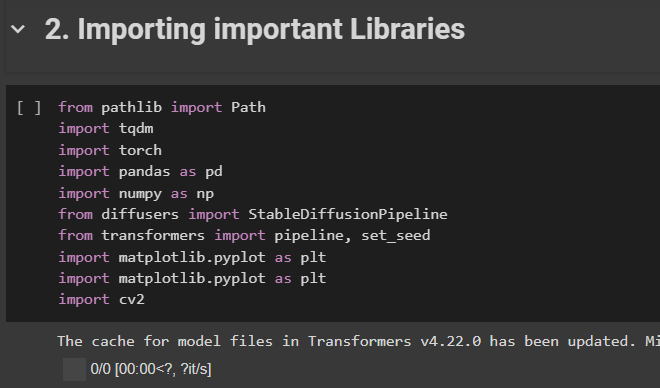 2. Importing important Libraries
[ ] from pathlib import Path
import tqdm
import torch
import pandas as pd
import numpy as np
from diffusers import StableDiffusionPipeline
from transformers import pipeline, set_seed
import matplotlib.pyplot as plt
import matplotlib.pyplot as plt
import cv2
The cache for model files in Transformers v4.22.0 has been updated.
0/0 [00:00<?, ?it/s]